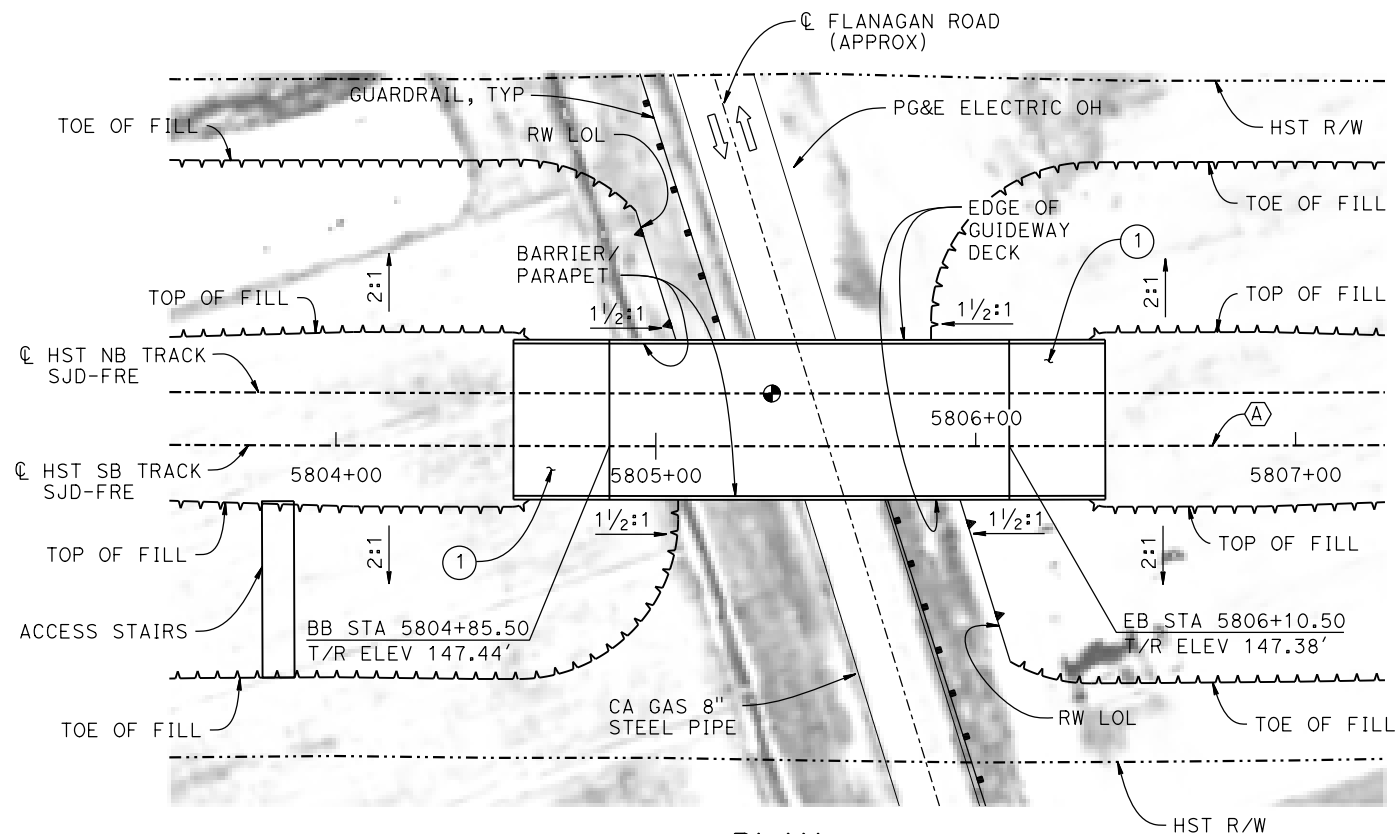 ℄ FLANAGAN ROAD
(APPROX)
GUARDRAIL, TYP
PG&E ELECTRIC OH
TOE OF FILL
RW LOL
HST R/W
EDGE OF
GUIDEWAY
DECK
TOE OF FILL
BARRIER/
PARAPET
1
2:1
2:1
TOP OF FILL
TOP OF FILL
1½:1
1½:1
℄ HST NB TRACK
SJD-FRE
5806+00
A
℄ HST SB TRACK
SJD-FRE
5804+00
5805+00
5807+00
1½:1
1½:1
TOP OF FILL
2:1
1
2:1
TOP OF FILL
ACCESS STAIRS
BB STA 5804+85.50
T/R ELEV 147.44'
EB STA 5806+10.50
T/R ELEV 147.38'
CA GAS 8"
STEEL PIPE
RW LOL
TOE OF FILL
TOE OF FILL
HST R/W